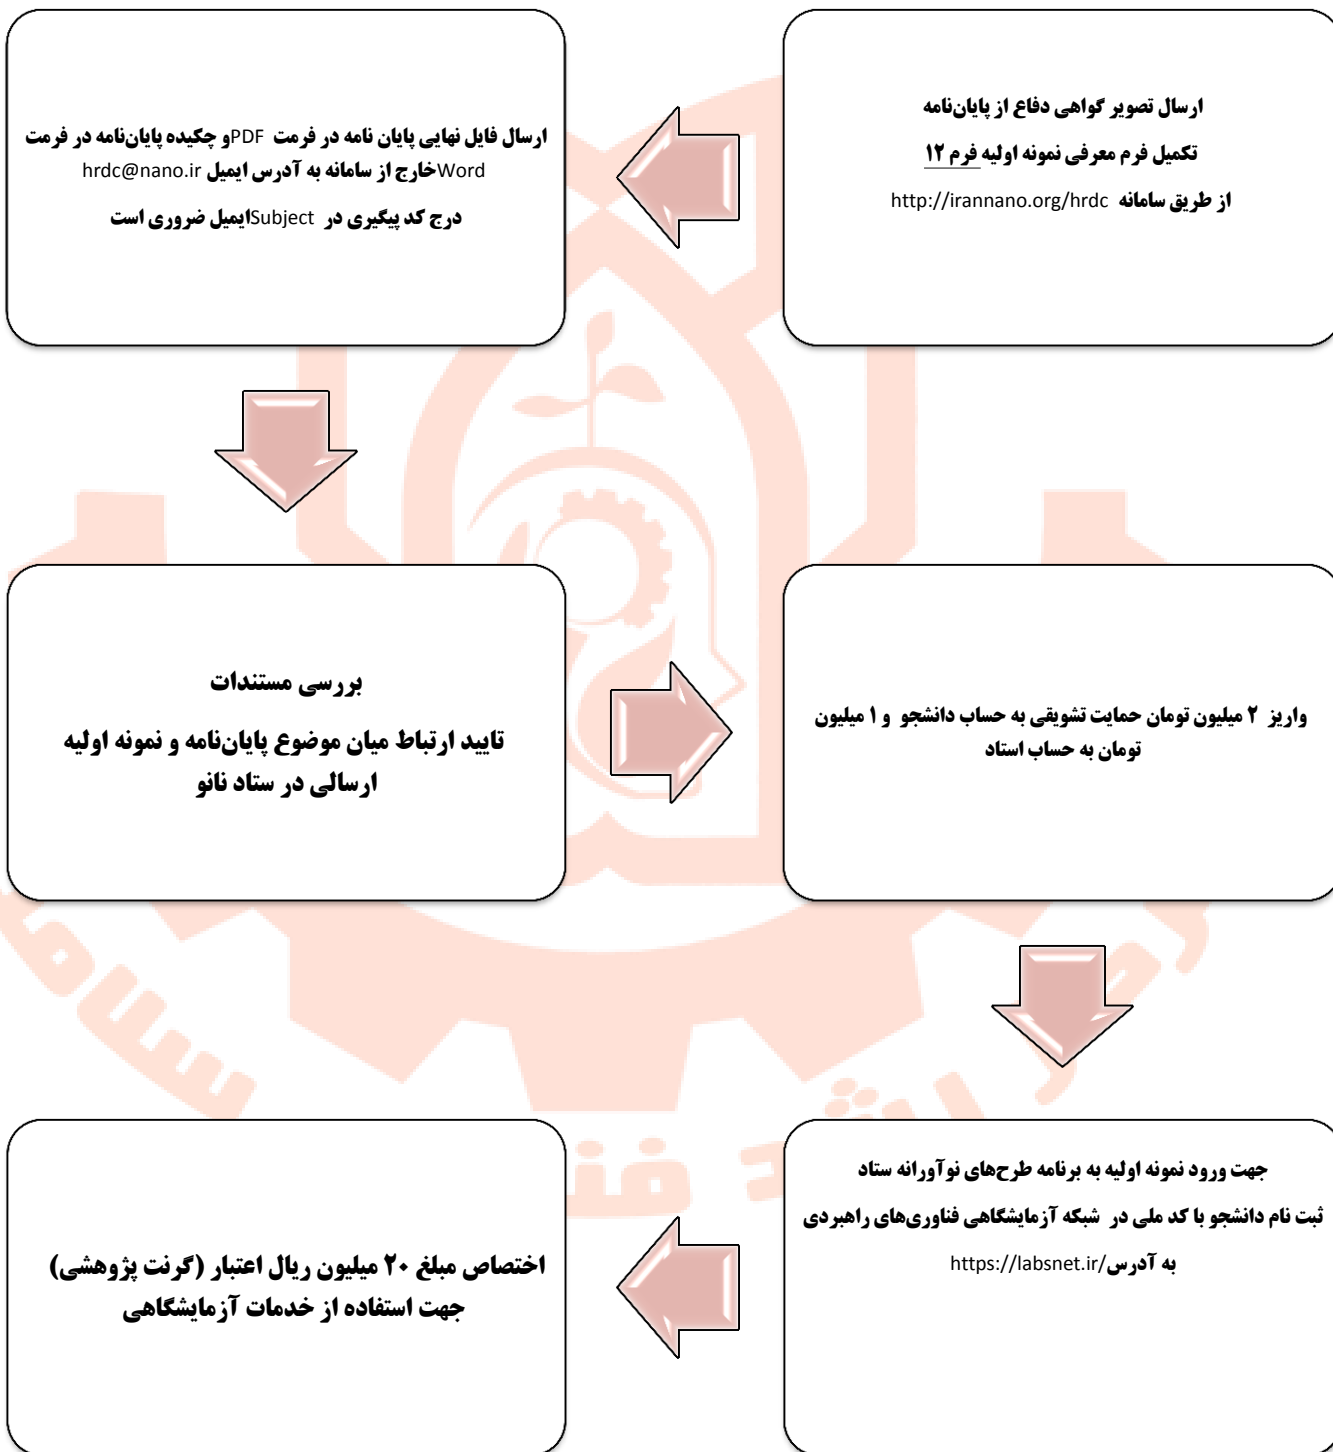 ارسال تصویر گواهی دفاع از پایان‌نامه
تکمیل فرم معرفی نمونه اولیه فرم ۱۲
از طریق سامانه http://irannano.org/hrdc
ارسال فایل نهایی پایان نامه در فرمت PDFو چکیده پایان‌نامه در فرمت
Wordخارج از سامانه به آدرس ایمیل hrdc@nano.ir
درج کد پیگیری در Subjectایمیل ضروری است
بررسی مستندات
تایید ارتباط میان موضوع پایان‌نامه و نمونه اولیه
ارسالی در ستاد نانو
واریز ۲ میلیون تومان حمایت تشویقی به حساب دانشجو و ۱ میلیون
تومان به حساب استاد
جهت ورود نمونه اولیه به برنامه طرح‌های نوآورانه ستاد
ثبت نام دانشجو با کد ملی در شبکه آزمایشگاهی فناوری‌های راهبردی
به آدرس/https://labsnet.ir
اختصاص مبلغ ۲۰ میلیون ریال اعتبار (گرنت پژوهشی)
جهت استفاده از خدمات آزمایشگاهی